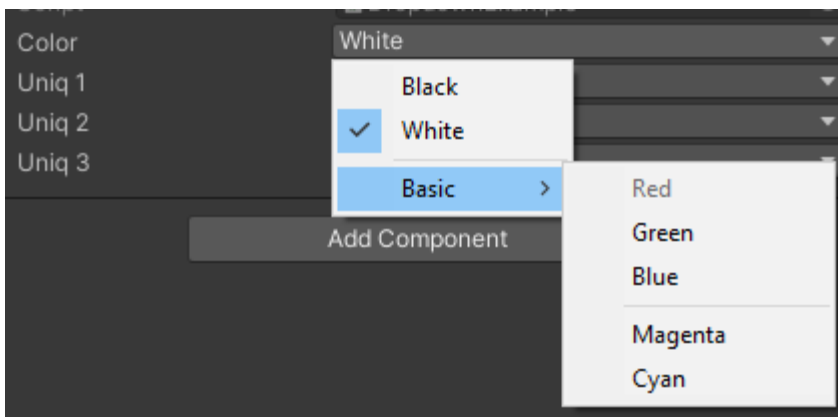 Color White
Uniq 1
Uniq 2
Uniq 3
Black
White
Basic
Red
Green
Blue
Magenta
Cyan
Add Component